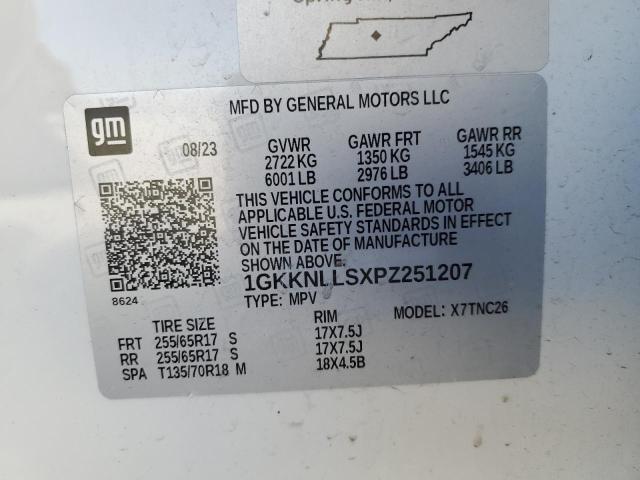 MFD BY GENERAL MOTORS LLC
gm
08/23
GVWR GAWR FRT GAWR RR
2722 KG 1350 KG 1545 KG
6001 LB 2976 LB 3406 LB
THIS VEHICLE CONFORMS TO ALL
APPLICABLE U.S. FEDERAL MOTOR
VEHICLE SAFETY STANDARDS IN EFFECT
ON THE DATE OF MANUFACTURE
SHOWN ABOVE.
8624
1GKKNLLSXPZ251207
TYPE: MPV MODEL: X7TNC26
TIRE SIZE RIM
FRT 255/65R17 S 17X7.5J
RR 255/65R17 S 17X7.5J
SPA T135/70R18 M 18X4.5B